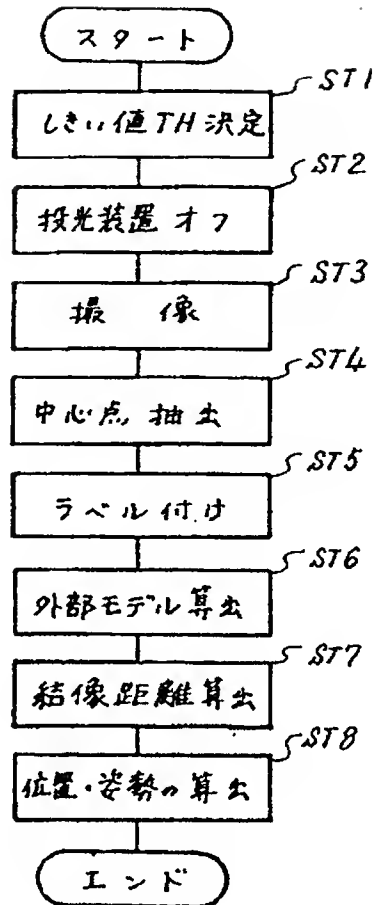 スタート
ST1
しきい値TH決定
ST2
投光装置オフ
ST3
撮像
ST4
中心点抽出
ST5
ラベル付け
ST6
外部モデル算出
ST7
結像距離算出
ST8
位置・姿勢の算出
エンド